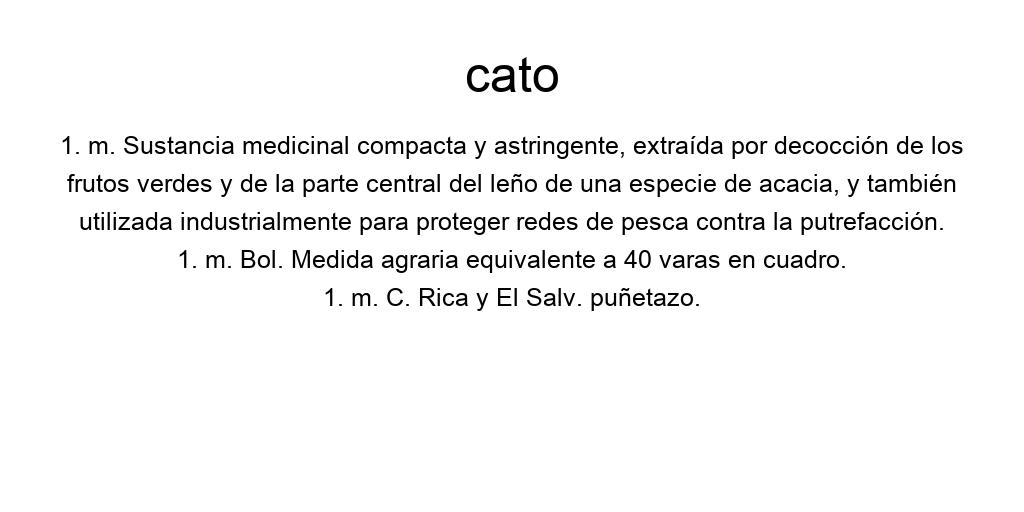 cato
1. m. Sustancia medicinal compacta y astringente, extraída por decocción de los
frutos verdes y de la parte central del leño de una especie de acacia, y también
utilizada industrialmente para proteger redes de pesca contra la putrefacción.
1. m. Bol. Medida agraria equivalente a 40 varas en cuadro.
1. m. C. Rica y El Salv. puñetazo.